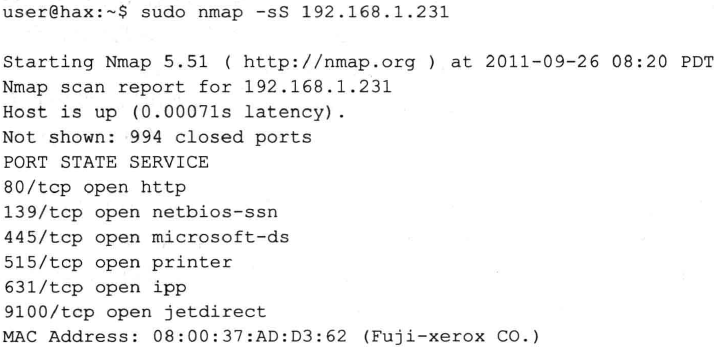 user@hax:~$ sudo nmap -sS 192.168.1.231
Starting Nmap 5.51 ( http://nmap.org ) at 2011-09-26 08:20 PDT
Nmap scan report for 192.168.1.231
Host is up (0.00071s latency).
Not shown: 994 closed ports
PORT STATE SERVICE
80/tcp open http
139/tcp open netbios-ssn
445/tcp open microsoft-ds
515/tcp open printer
631/tcp open ipp
9100/tcp open jetdirect
MAC Address: 08:00:37:AD:D3:62 (Fuji-xerox CO.)